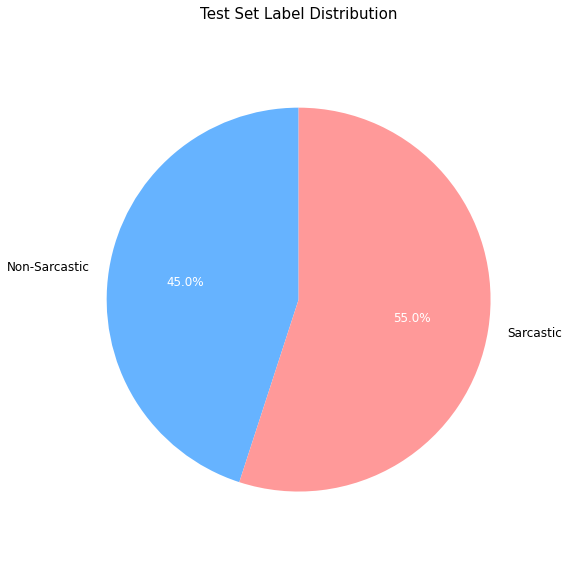 Test Set Label Distribution
Non-Sarcastic
45.0%
55.0%
Sarcastic